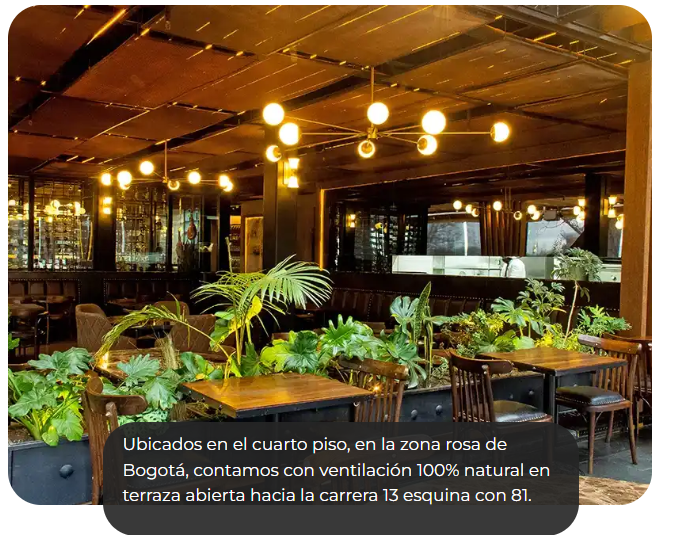 Ubicados en el cuarto piso, en la zona rosa de
Bogotá, contamos con ventilación 100% natural en
terraza abierta hacia la carrera 13 esquina con 81.